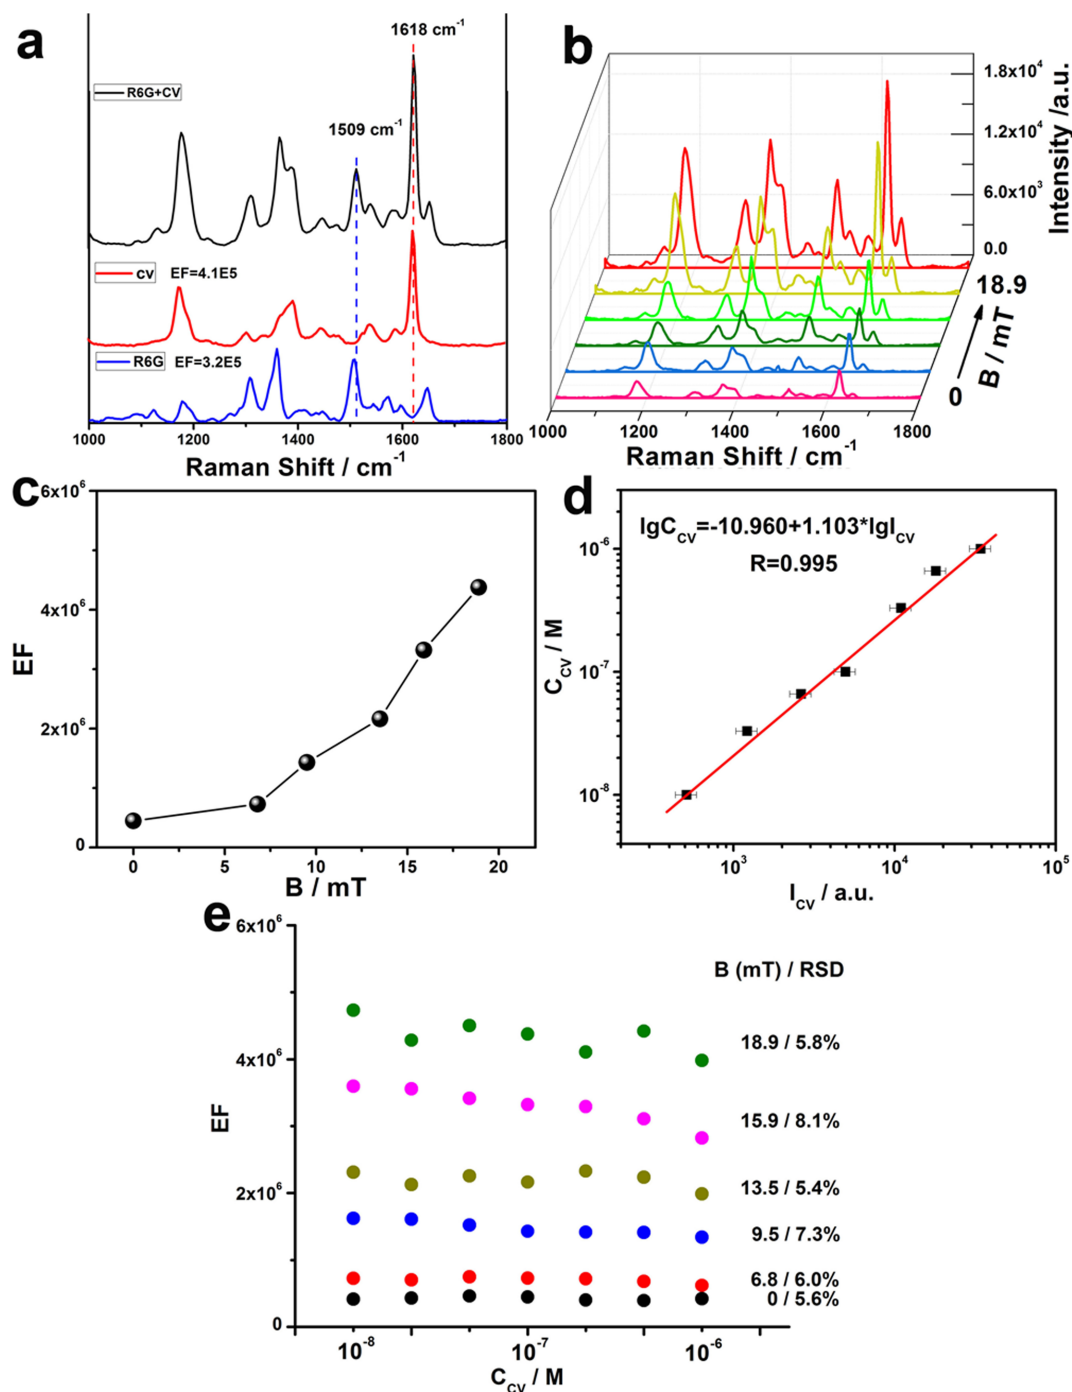 a
1618 cm⁻¹
R6G+CV
1509 cm⁻¹
CV EF=4.1E5
R6G EF=3.2E5
1000 1200 1400 1600 1800
Raman Shift / cm⁻¹
b
1.8x10⁴
1.2x10⁴
6.0x10³
0.0
Intensity /a.u.
18.9
B / mT
0
1000 1200 1400 1600 1800
Raman Shift / cm⁻¹
c
6x10⁶
4x10⁶
2x10⁶
0
EF
0 5 10 15 20
B / mT
d
lgC_CV=-10.960+1.103*lgI_CV
R=0.995
10⁻⁶
10⁻⁷
10⁻⁸
C_CV / M
10³ 10⁴ 10⁵
I_CV / a.u.
e
6x10⁶
4x10⁶
2x10⁶
0
EF
B (mT) / RSD
18.9 / 5.8%
15.9 / 8.1%
13.5 / 5.4%
9.5 / 7.3%
6.8 / 6.0%
0 / 5.6%
10⁻⁸ 10⁻⁷ 10⁻⁶
C_CV / M